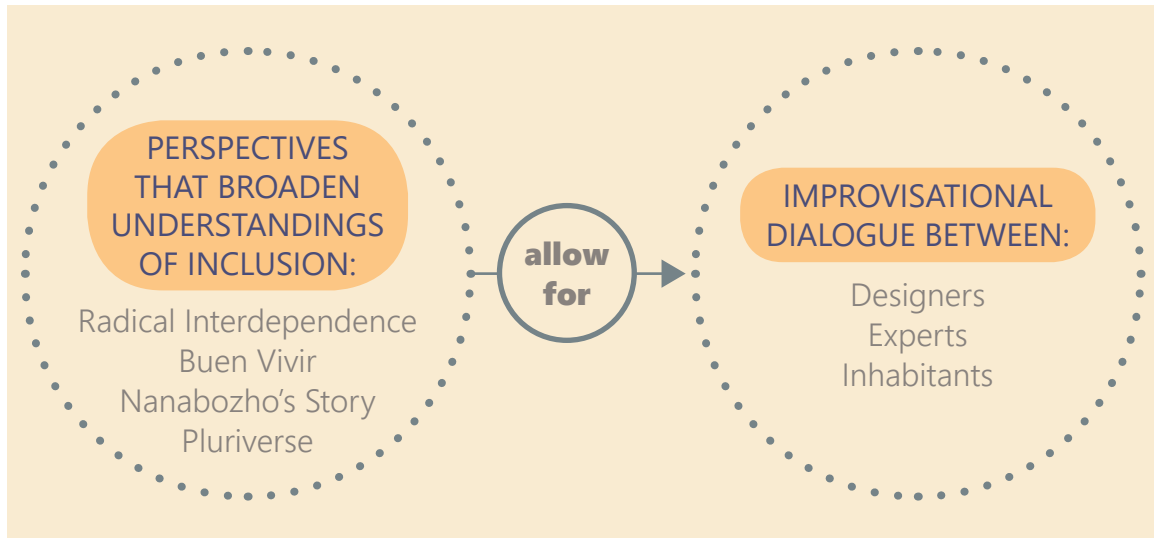 PERSPECTIVES
THAT BROADEN
UNDERSTANDINGS
OF INCLUSION:
Radical Interdependence
Buen Vivir
Nanabozho’s Story
Pluriverse
allow
for
IMPROVISATIONAL
DIALOGUE BETWEEN:
Designers
Experts
Inhabitants